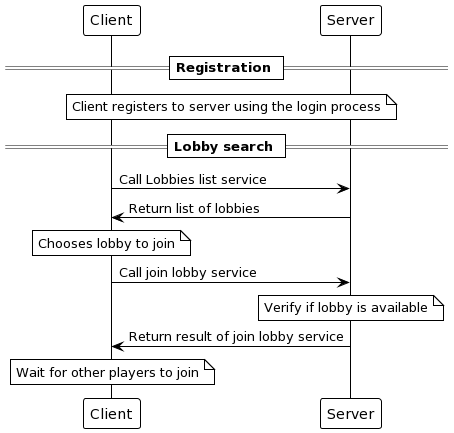 Client
Server
Registration
Client registers to server using the login process
Lobby search
Call Lobbies list service
Return list of lobbies
Chooses lobby to join
Call join lobby service
Verify if lobby is available
Return result of join lobby service
Wait for other players to join
Client
Server